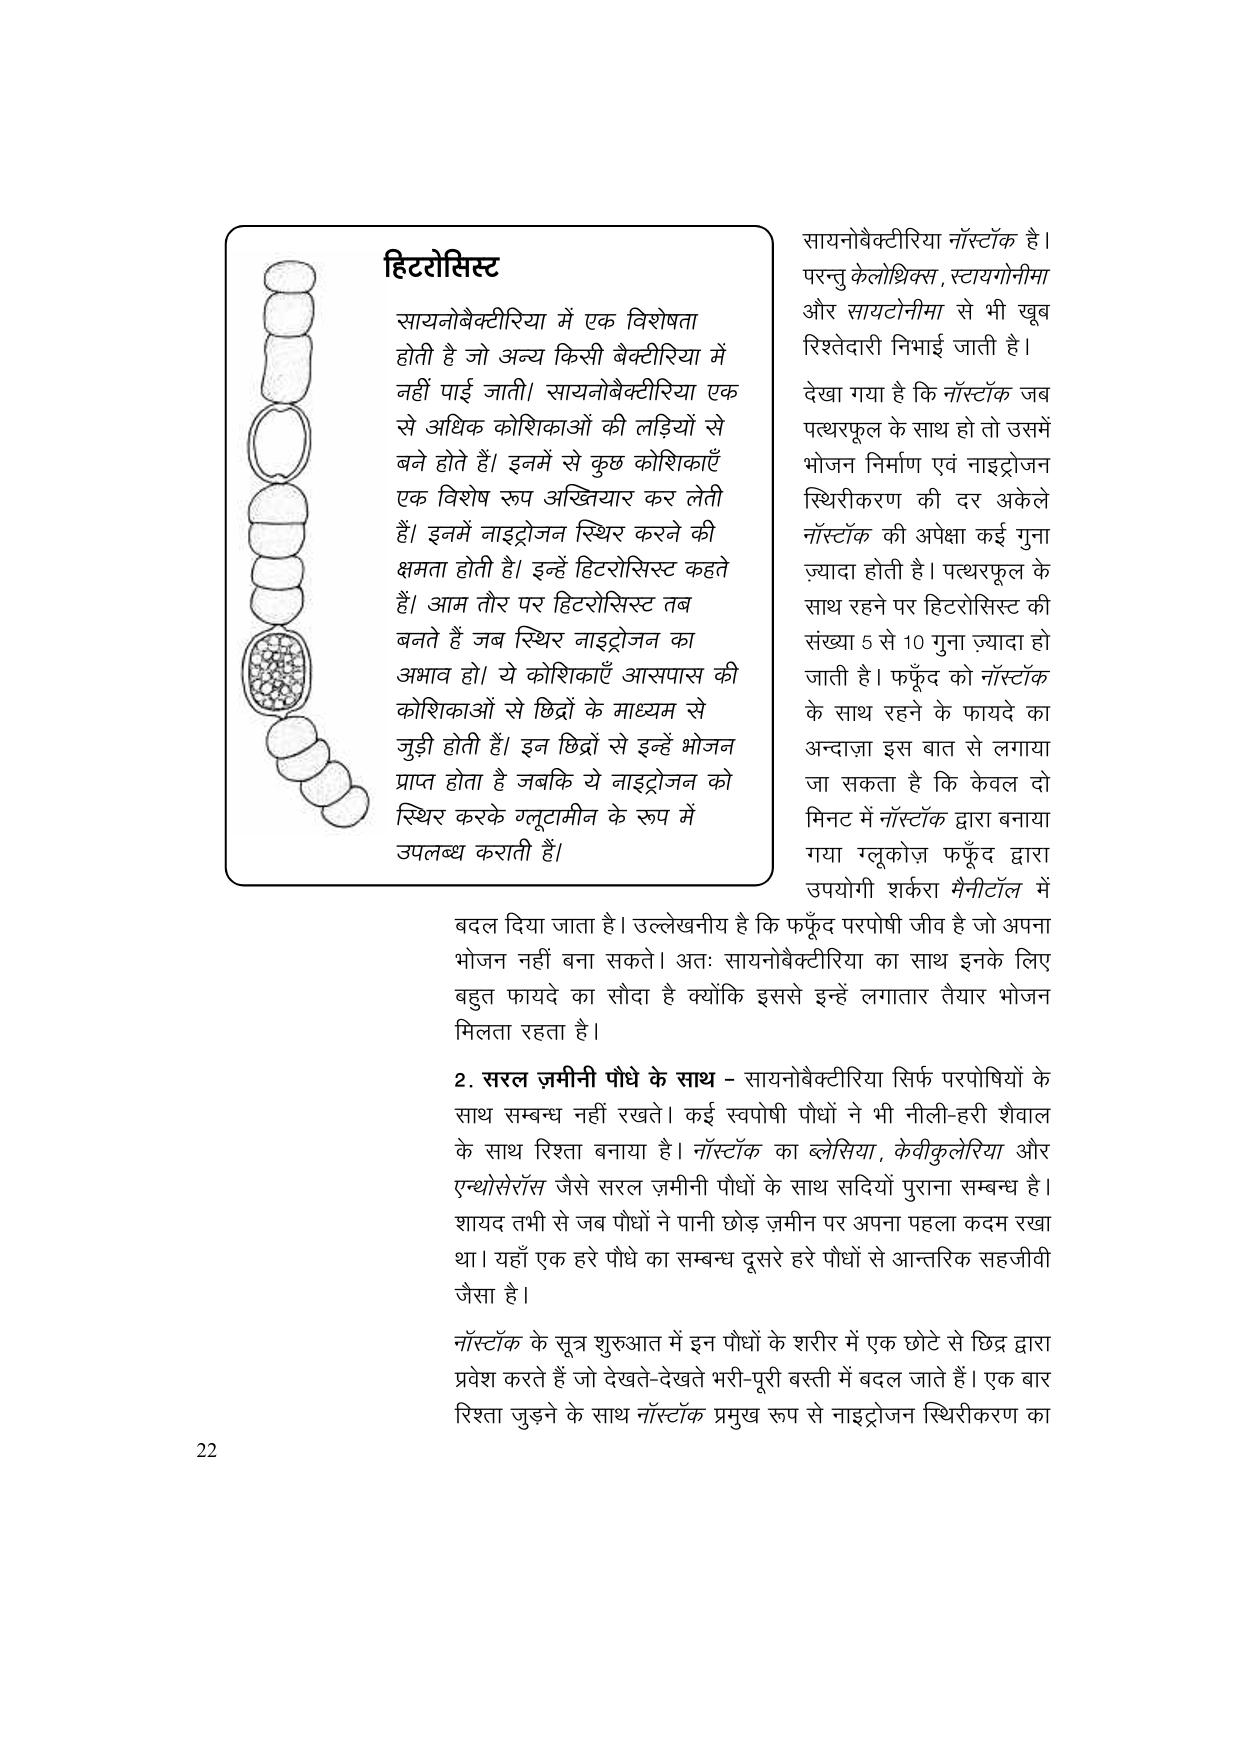 हिटरोसिस्ट
सायनोबैक्टीरिया में एक विशेषता
होती है जो अन्य किसी बैक्टीरिया में
नहीं पाई जाती। सायनोबैक्टीरिया एक
से अधिक कोशिकाओं की लड़ियों से
बने होते हैं। इनमें से कुछ कोशिकाएँ
एक विशेष रूप अख्तियार कर लेती
हैं। इनमें नाइट्रोजन स्थिर करने की
क्षमता होती है। इन्हें हिटरोसिस्ट कहते
हैं। आम तौर पर हिटरोसिस्ट तब
बनते हैं जब स्थिर नाइट्रोजन का
अभाव हो। ये कोशिकाएँ आसपास की
कोशिकाओं से छिद्रों के माध्यम से
जुड़ी होती हैं। इन छिद्रों से इन्हें भोजन
प्राप्त होता है जबकि ये नाइट्रोजन को
स्थिर करके ग्लूटामीन के रूप में
उपलब्ध कराती हैं।
सायनोबैक्टीरिया नॉस्टॉक है।
परन्तु केलोथ्रिक्स, स्टायगोनीमा
और सायटोनीमा से भी खूब
रिश्तेदारी निभाई जाती है।
देखा गया है कि नॉस्टॉक जब
पत्थरफूल के साथ हो तो उसमें
भोजन निर्माण एवं नाइट्रोजन
स्थिरीकरण की दर अकेले
नॉस्टॉक की अपेक्षा कई गुना
ज़्यादा होती है। पत्थरफूल के
साथ रहने पर हिटरोसिस्ट की
संख्या 5 से 10 गुना ज़्यादा हो
जाती है। फफूँद को नॉस्टॉक
के साथ रहने के फायदे का
अन्दाज़ा इस बात से लगाया
जा सकता है कि केवल दो
मिनट में नॉस्टॉक द्वारा बनाया
गया ग्लूकोज़ फफूँद द्वारा
उपयोगी शर्करा मैनीटॉल में
बदल दिया जाता है। उल्लेखनीय है कि फफूँद परपोषी जीव है जो अपना
भोजन नहीं बना सकते। अतः सायनोबैक्टीरिया का साथ इनके लिए
बहुत फायदे का सौदा है क्योंकि इससे इन्हें लगातार तैयार भोजन
मिलता रहता है।
2. सरल ज़मीनी पौधे के साथ - सायनोबैक्टीरिया सिर्फ परपोषियों के
साथ सम्बन्ध नहीं रखते। कई स्वपोषी पौधों ने भी नीली-हरी शैवाल
के साथ रिश्ता बनाया है। नॉस्टॉक का ब्लेसिया, केवीकुलेरिया और
एन्थोसेरॉस जैसे सरल ज़मीनी पौधों के साथ सदियों पुराना सम्बन्ध है।
शायद तभी से जब पौधों ने पानी छोड़ ज़मीन पर अपना पहला कदम रखा
था। यहाँ एक हरे पौधे का सम्बन्ध दूसरे हरे पौधों से आन्तरिक सहजीवी
जैसा है।
नॉस्टॉक के सूत्र शुरुआत में इन पौधों के शरीर में एक छोटे से छिद्र द्वारा
प्रवेश करते हैं जो देखते-देखते भरी-पूरी बस्ती में बदल जाते हैं। एक बार
रिश्ता जुड़ने के साथ नॉस्टॉक प्रमुख रूप से नाइट्रोजन स्थिरीकरण का
22